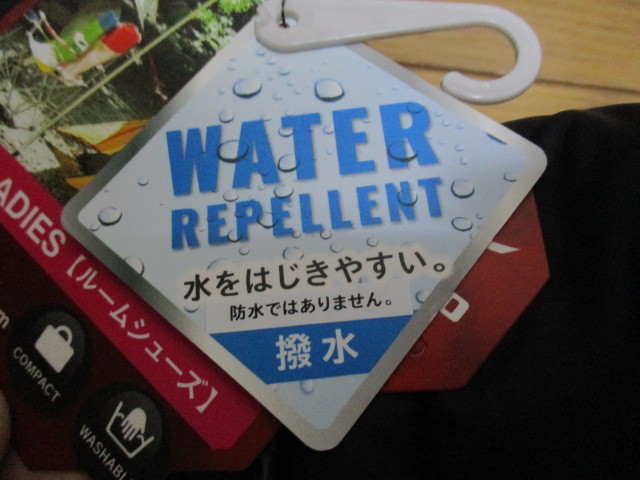 WATER
REPELLENT
水をはじきやすい。
防水ではありません。
撥水
ADIES【ルームシューズ】
m
COMPACT
WASHABL